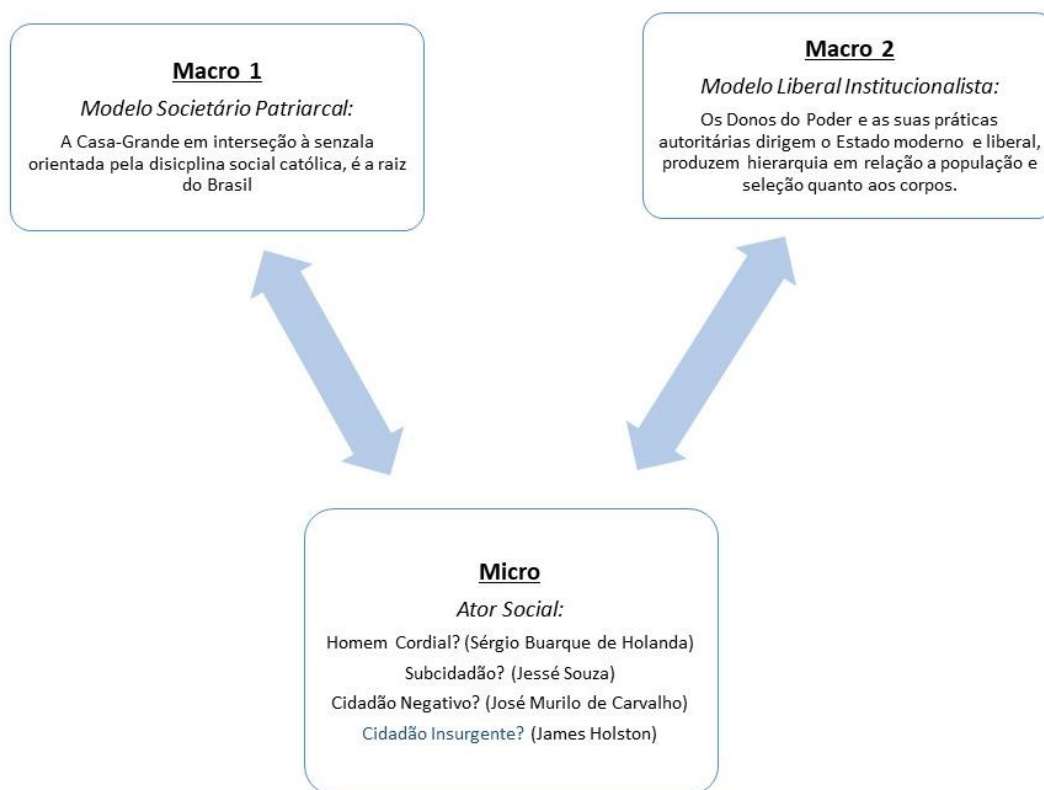 Macro 1
Modelo Societário Patriarcal:
A Casa-Grande em interseção à senzala
orientada pela disicplina social católica, é a raiz
do Brasil
Macro 2
Modelo Liberal Institucionalista:
Os Donos do Poder e as suas práticas
autoritárias dirigem o Estado moderno e liberal,
produzem hierarquia em relação a população e
seleção quanto aos corpos.
Micro
Ator Social:
Homem Cordial? (Sérgio Buarque de Holanda)
Subcidadão? (Jessé Souza)
Cidadão Negativo? (José Murilo de Carvalho)
Cidadão Insurgente? (James Holston)